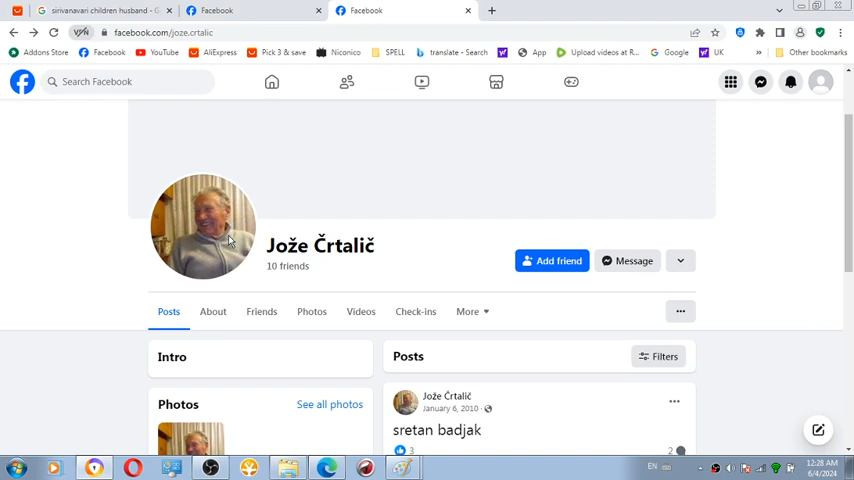 sirivanavari children husband - G
Facebook
Facebook
facebook.com/joze.crtalic
Addons Store
Facebook
YouTube
AliExpress
Pick 3 & save
Niconico
SPELL
translate - Search
UK
App
Upload videos at R...
Google
UK
»
Other bookmarks
Search Facebook
Jože Črtalič
10 friends
Add friend
Message
Posts
About
Friends
Photos
Videos
Check-ins
More
Intro
Posts
Filters
Photos
See all photos
Jože Črtalič
January 6, 2010 ·
sretan badjak
3
2
EN
12:28 AM
6/4/2024